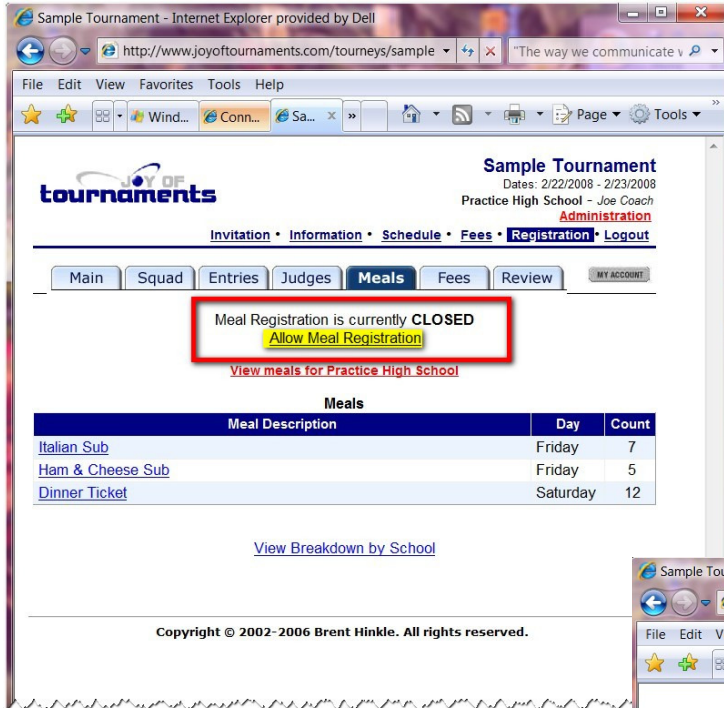 Sample Tournament - Internet Explorer provided by Dell
http://www.joyoftournaments.com/tourneys/sample
"The way we communicate v
File Edit View Favorites Tools Help
Wind... Conn... Sa... x » Page Tools »
JOY OF
tournaments
Sample Tournament
Dates: 2/22/2008 - 2/23/2008
Practice High School - Joe Coach
Administration
Invitation • Information • Schedule • Fees • Registration • Logout
Main Squad Entries Judges Meals Fees Review MY ACCOUNT
Meal Registration is currently CLOSED
Allow Meal Registration
View meals for Practice High School
Meals
Meal Description Day Count
Italian Sub Friday 7
Ham & Cheese Sub Friday 5
Dinner Ticket Saturday 12
View Breakdown by School
Copyright © 2002-2006 Brent Hinkle. All rights reserved.
Sample Tou
File Edit V